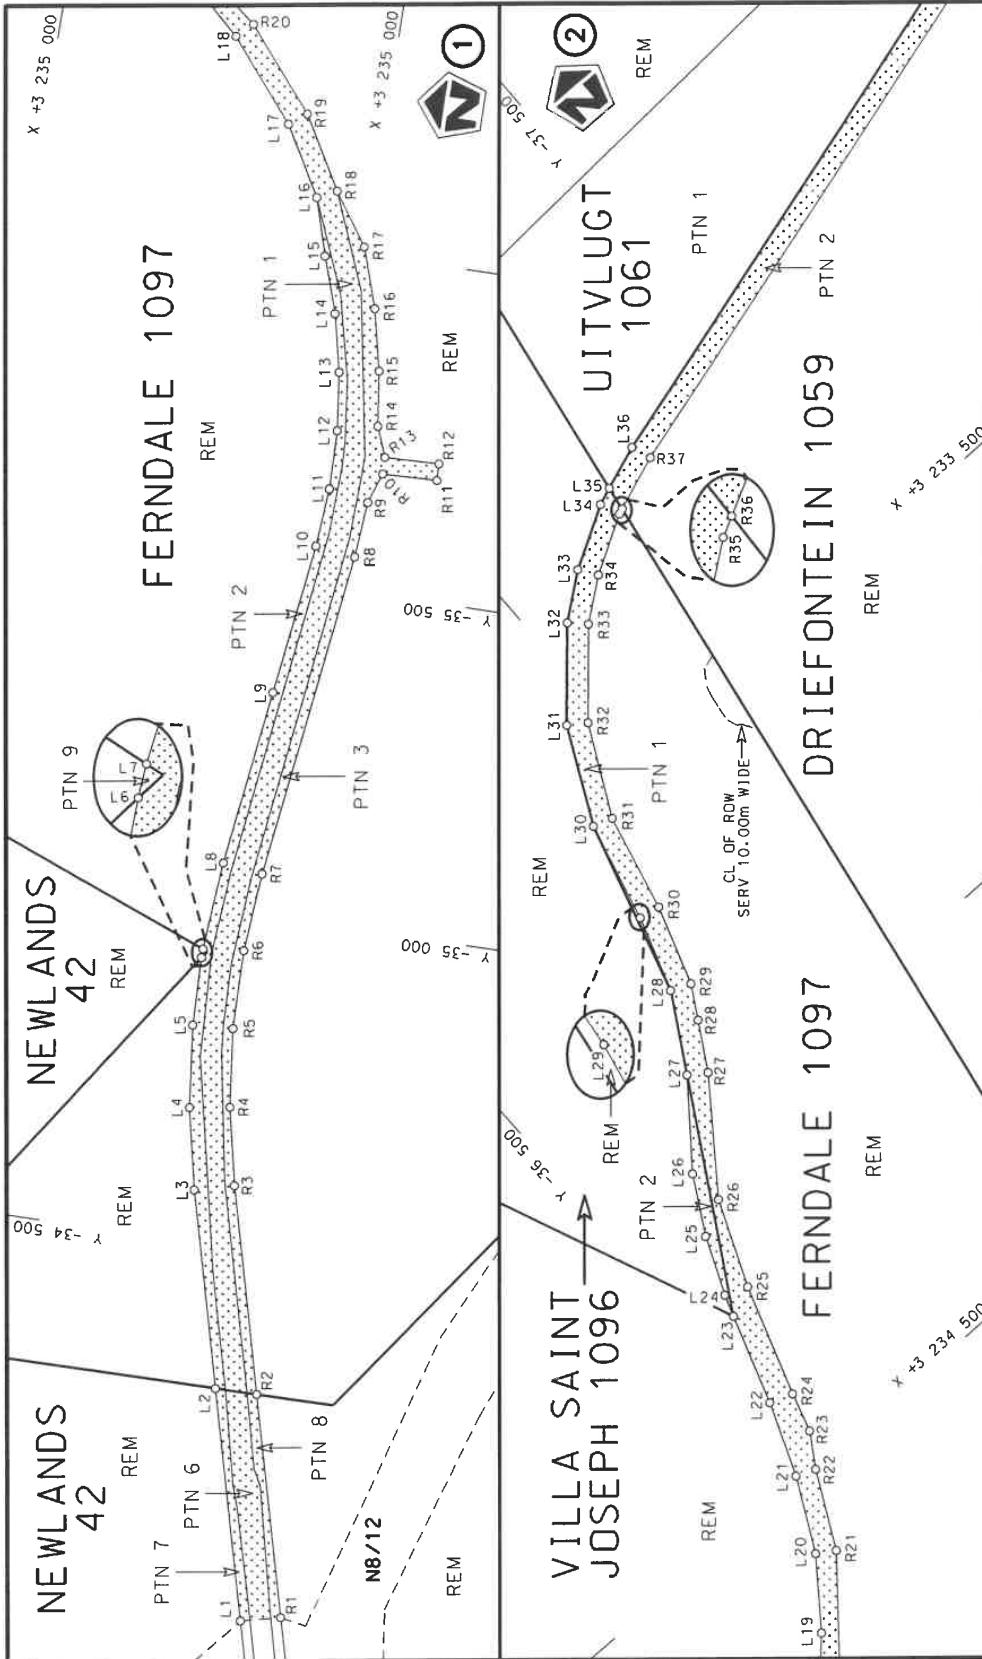 NEWLANDS
42
REM
PTN 7
PTN 6
PTN 8
N8/12
REM
REM
NEWLANDS
42
REM
PTN 9
L6
L7
FERNDALE 1097
REM
PTN 2
PTN 3
PTN 1
REM
L1
L2
L3
L4
L5
L8
L9
L10
L11
L12
L13
L14
L15
L16
L17
L18
R1
R2
R3
R4
R5
R6
R7
R8
R9
R10
R11
R12
R13
R14
R15
R16
R17
R18
R19
R20
Y -34 500
Y -35 000
Y -35 500
X +3 235 000
X +3 235 000
N
1
VILLA SAINT
JOSEPH 1096
REM
PTN 2
REM
L29
REM
PTN 1
CL OF ROW
SERV 10.00m WIDE
FERNDALE 1097
REM
DRIEFONTEIN 1059
REM
UITVLUGT
1061
PTN 1
PTN 2
REM
L19
L20
L21
L22
L23
L24
L25
L26
L27
L28
L30
L31
L32
L33
L34
L35
L36
R21
R22
R23
R24
R25
R26
R27
R28
R29
R30
R31
R32
R33
R34
R35
R36
R37
Y -36 500
Y -37 500
X +3 234 500
X +3 233 500
N
2